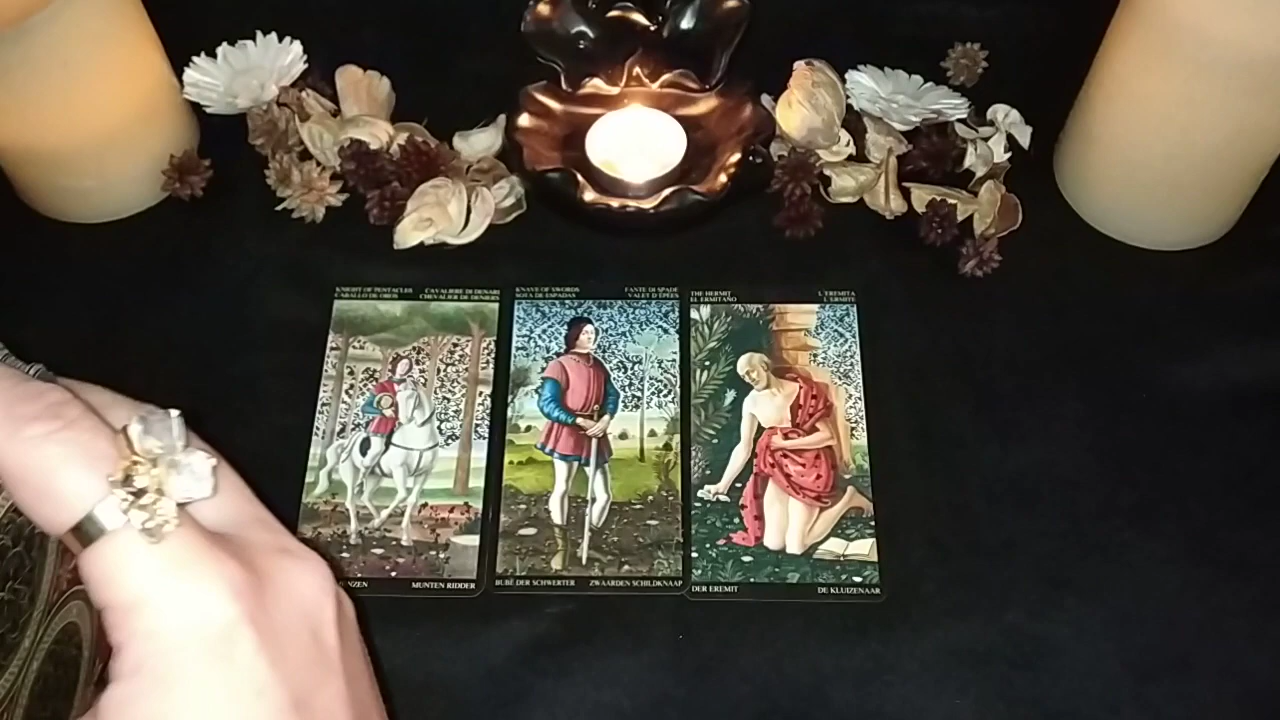 KNIGHT OF PENTACLES CAVALIERE DI DENARI
CABALLO DE OROS CHEVALIER DE DENIERS
MUNTEN RIDDER
KNAVE OF SWORDS FANTE DI SPADE
SOTA DE ESPADAS VALET D'ÉPÉES
BUBE DER SCHWERTER ZWAARDEN SCHILDKNAAP
THE HERMIT L'EREMITA
EL ERMITAÑO L'ERMITE
DER EREMIT DE KLUIZENAAR